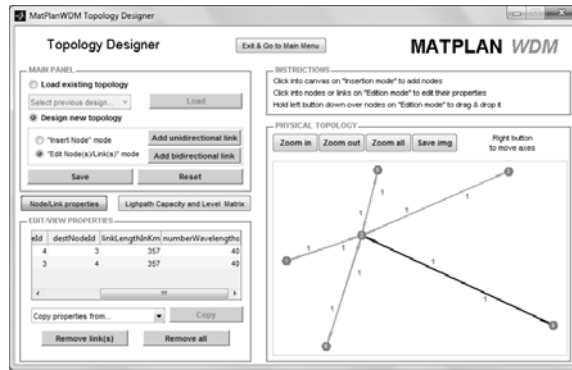 MatPlanWDM Topology Designer
Topology Designer
Exit & Go to Main Menu
MATPLAN WDM
MAIN PANEL
Load existing topology
Select previous design...
Load
Design new topology
"Insert Node" mode
Add unidirectional link
"Edit Node(s)/Link(s)" mode
Add bidirectional link
Save
Reset
Node/Link properties
Lighpath Capacity and Level Matrix
EDIT/VIEW PROPERTIES
eId destNodeId linkLengthInKm numberWavelengths
4 3 357 40
3 4 357 40
Copy properties from...
Copy
Remove link(s)
Remove all
INSTRUCTIONS
Click into canvas on "Insertion mode" to add nodes
Click into nodes or links on "Edition mode" to edit their properties
Hold left button down over nodes on "Edition mode" to drag & drop it
PHYSICAL TOPOLOGY
Zoom in
Zoom out
Zoom all
Save img
Right button
to move axes
1
1
1
1
1
1
1
1
1
1